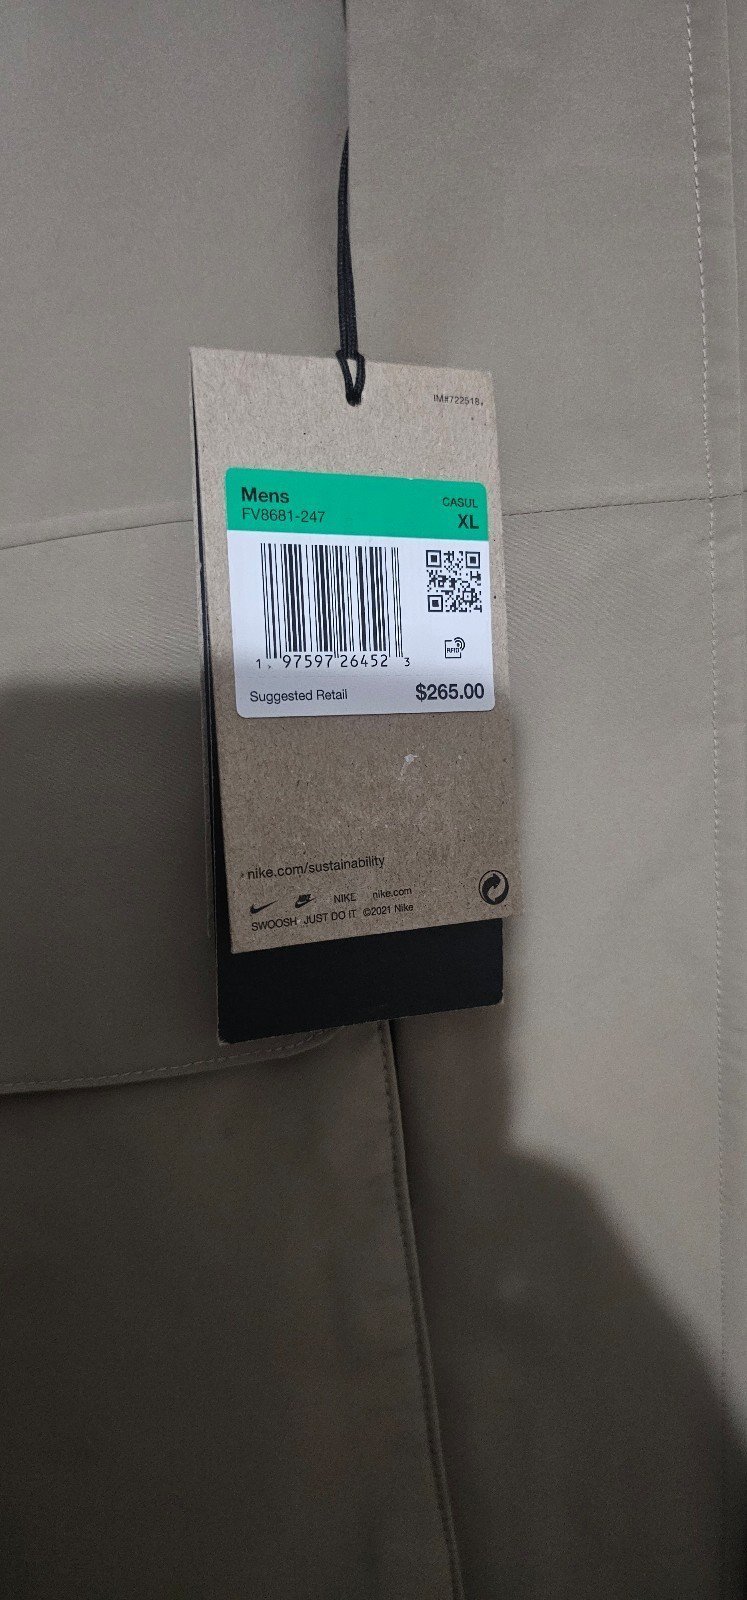 IM#722518.
Mens
FV8681-247
CASUL
XL
1 97597 26452 3
RFID
Suggested Retail
$265.00
nike.com/sustainability
NIKE nike.com
SWOOSH JUST DO IT ©2021 Nike